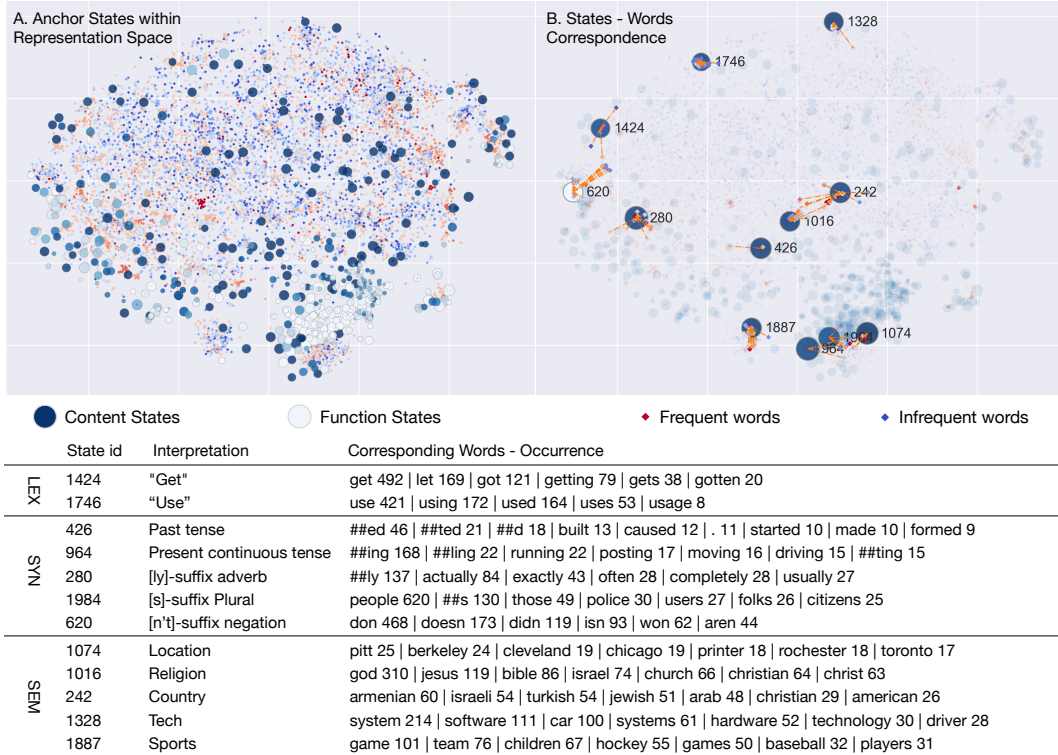 A. Anchor States within
Representation Space
B. States - Words
Correspondence
1328
1746
1424
620
242
280
1016
426
1887
1074
1984
964
Content States
Function States
Frequent words
Infrequent words
State id Interpretation Corresponding Words - Occurrence
LEX
1424 "Get" get 492 | let 169 | got 121 | getting 79 | gets 38 | gotten 20
1746 “Use” use 421 | using 172 | used 164 | uses 53 | usage 8
SYN
426 Past tense ##ed 46 | ##ted 21 | ##d 18 | built 13 | caused 12 | . 11 | started 10 | made 10 | formed 9
964 Present continuous tense ##ing 168 | ##ling 22 | running 22 | posting 17 | moving 16 | driving 15 | ##ting 15
280 [ly]-suffix adverb ##ly 137 | actually 84 | exactly 43 | often 28 | completely 28 | usually 27
1984 [s]-suffix Plural people 620 | ##s 130 | those 49 | police 30 | users 27 | folks 26 | citizens 25
620 [n't]-suffix negation don 468 | doesn 173 | didn 119 | isn 93 | won 62 | aren 44
SEM
1074 Location pitt 25 | berkeley 24 | cleveland 19 | chicago 19 | printer 18 | rochester 18 | toronto 17
1016 Religion god 310 | jesus 119 | bible 86 | israel 74 | church 66 | christian 64 | christ 63
242 Country armenian 60 | israeli 54 | turkish 54 | jewish 51 | arab 48 | christian 29 | american 26
1328 Tech system 214 | software 111 | car 100 | systems 61 | hardware 52 | technology 30 | driver 28
1887 Sports game 101 | team 76 | children 67 | hockey 55 | games 50 | baseball 32 | players 31